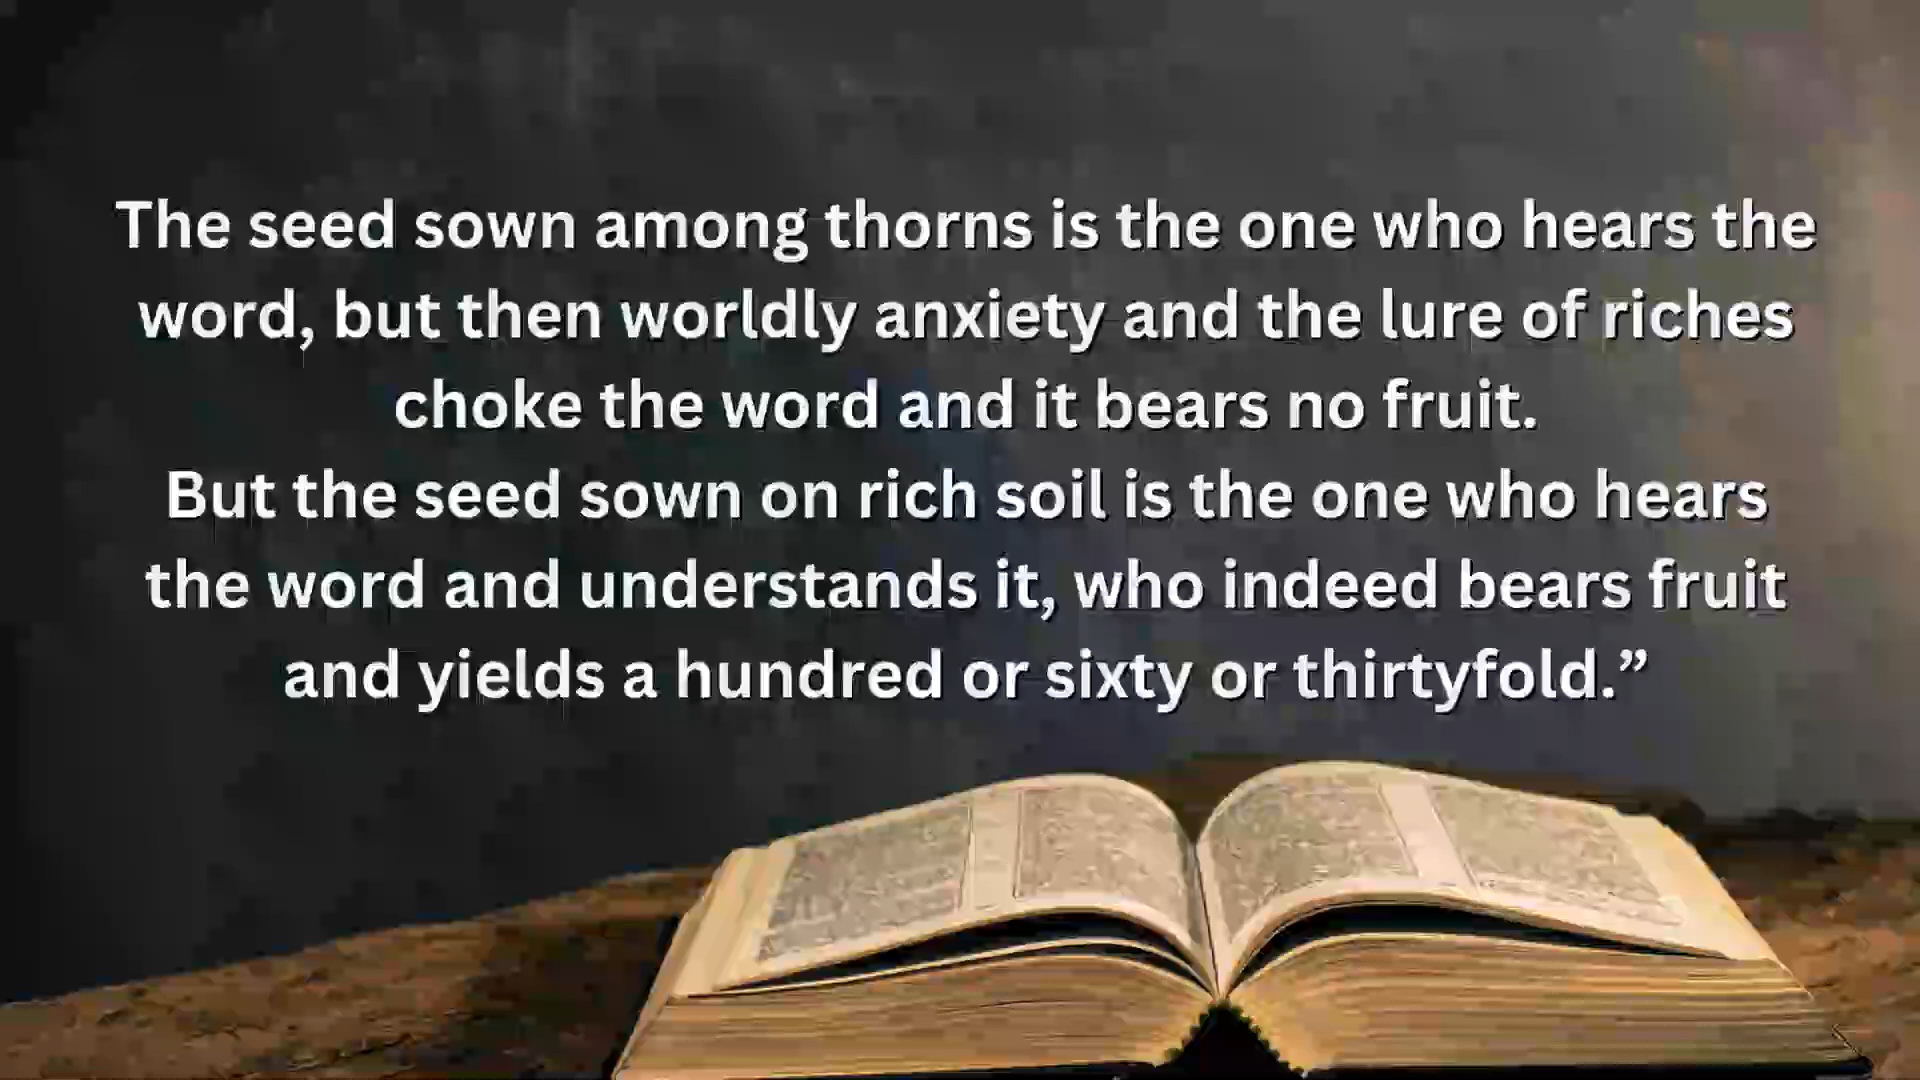 The seed sown among thorns is the one who hears the
word, but then worldly anxiety and the lure of riches
choke the word and it bears no fruit.
But the seed sown on rich soil is the one who hears
the word and understands it, who indeed bears fruit
and yields a hundred or sixty or thirtyfold.”